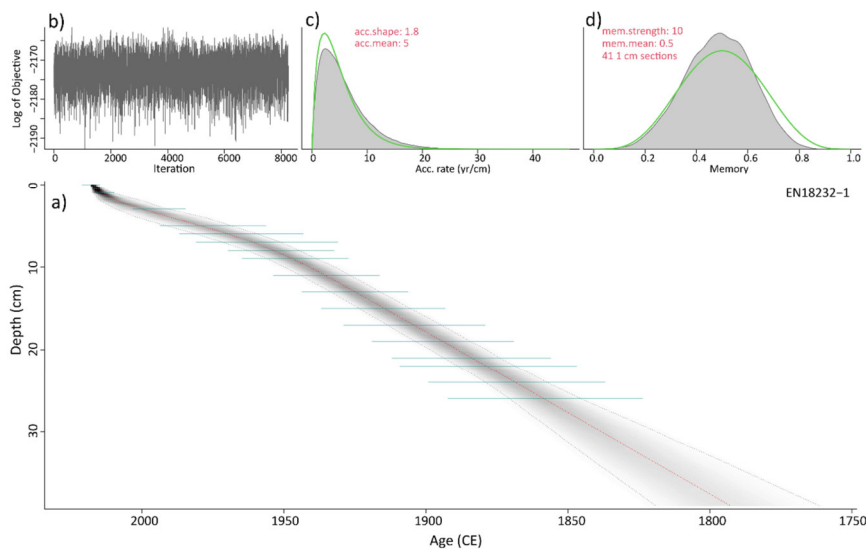 b)
Log of Objective
−2170
−2180
−2190
0 2000 4000 6000 8000
Iteration
c)
acc.shape: 1.8
acc.mean: 5
0 10 20 30 40
Acc. rate (yr/cm)
d)
mem.strength: 10
mem.mean: 0.5
41 1 cm sections
0.0 0.2 0.4 0.6 0.8 1.0
Memory
a)
EN18232−1
Depth (cm)
0
10
20
30
2000 1950 1900 1850 1800 1750
Age (CE)